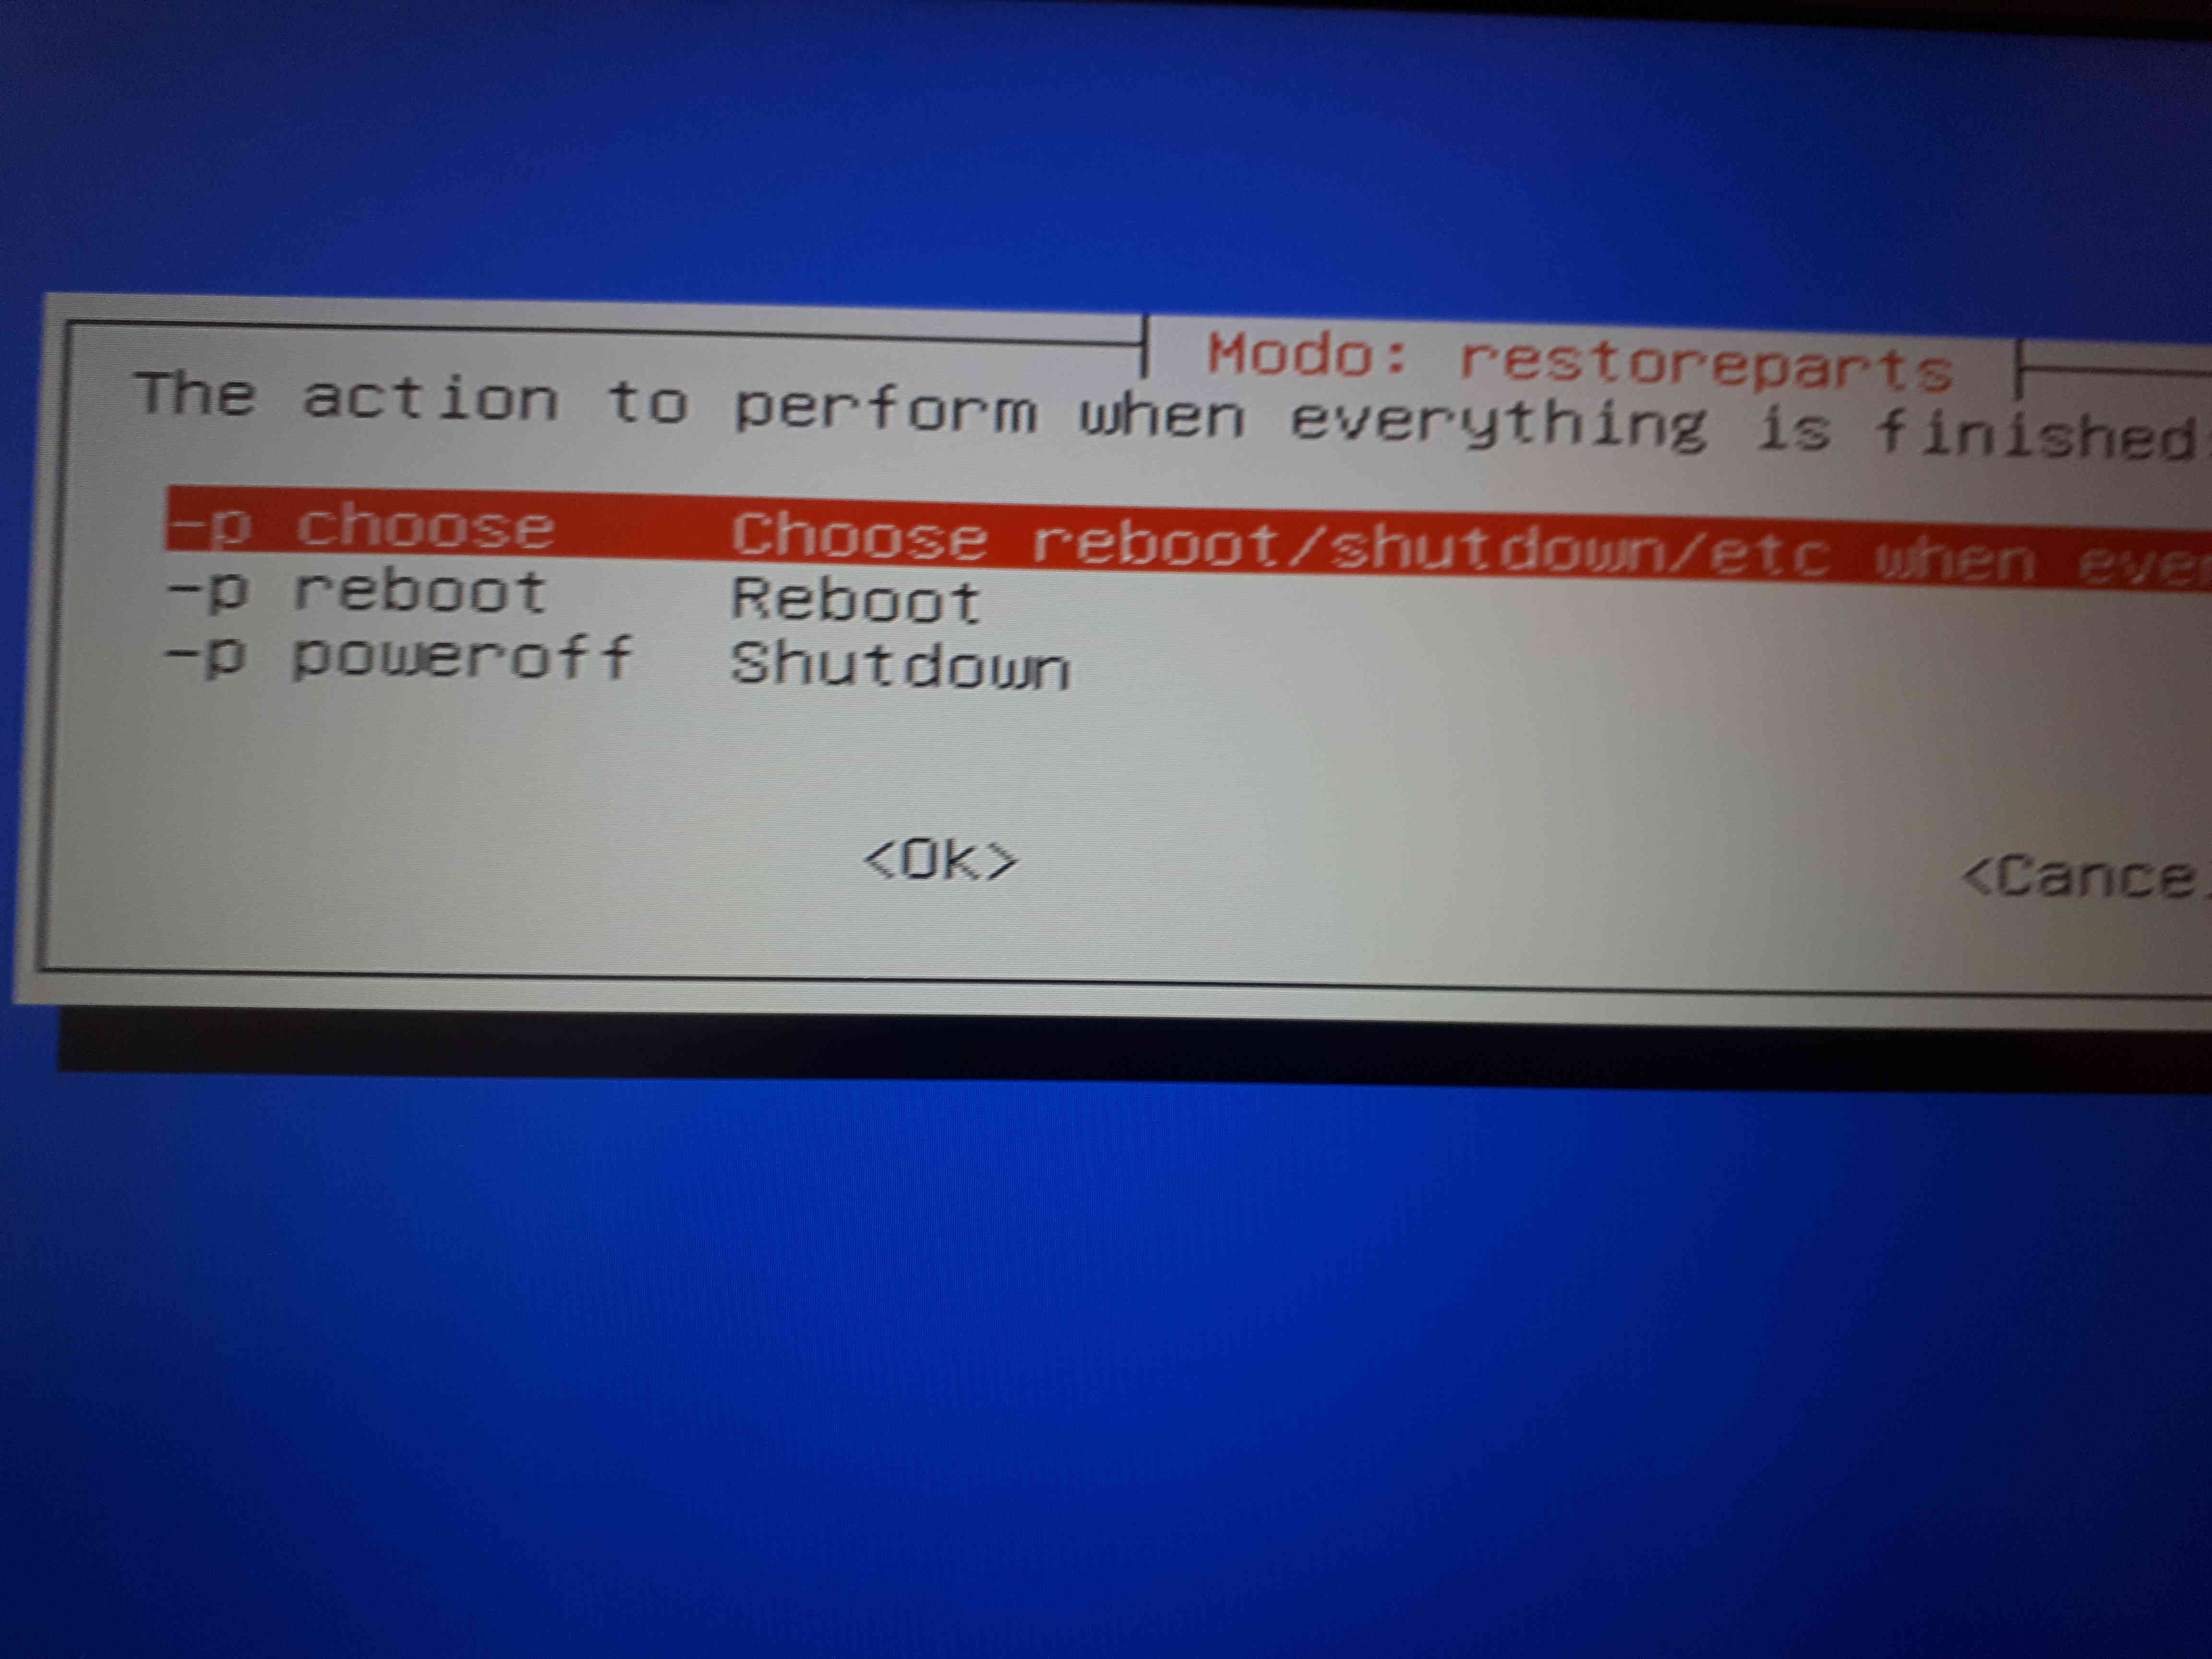 Modo: restoreparts
The action to perform when everything is finished:
-p choose Choose reboot/shutdown/etc when
-p reboot Reboot
-p poweroff Shutdown
<Ok>